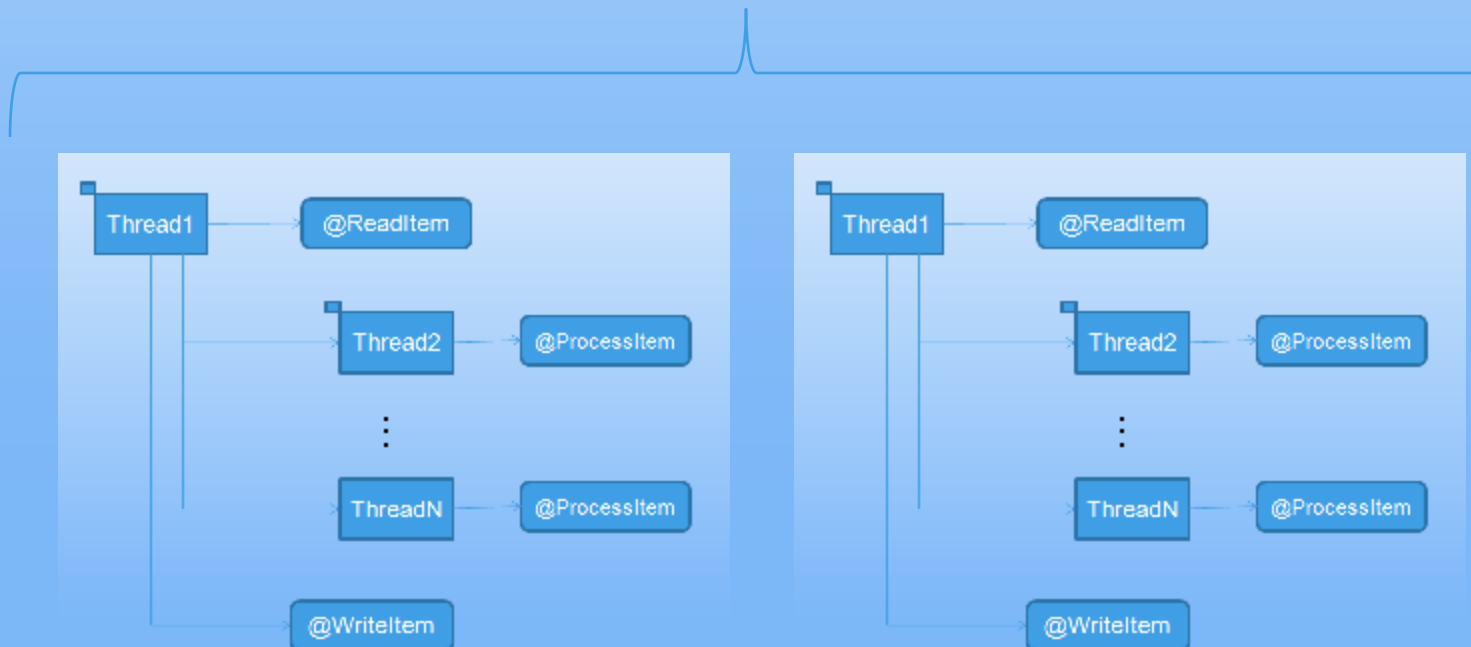 Thread1 @ReadItem
Thread2 @ProcessItem
ThreadN @ProcessItem
@WriteItem
Thread1 @ReadItem
Thread2 @ProcessItem
ThreadN @ProcessItem
@WriteItem